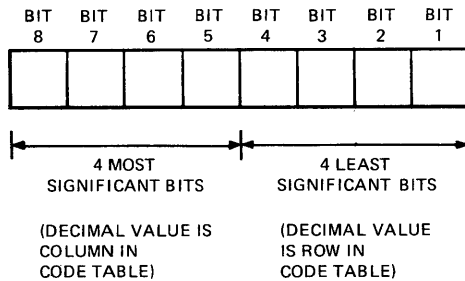 BIT BIT BIT BIT BIT BIT BIT BIT
8 7 6 5 4 3 2 1
4 MOST
SIGNIFICANT BITS
(DECIMAL VALUE IS
COLUMN IN
CODE TABLE)
4 LEAST
SIGNIFICANT BITS
(DECIMAL VALUE
IS ROW IN
CODE TABLE)